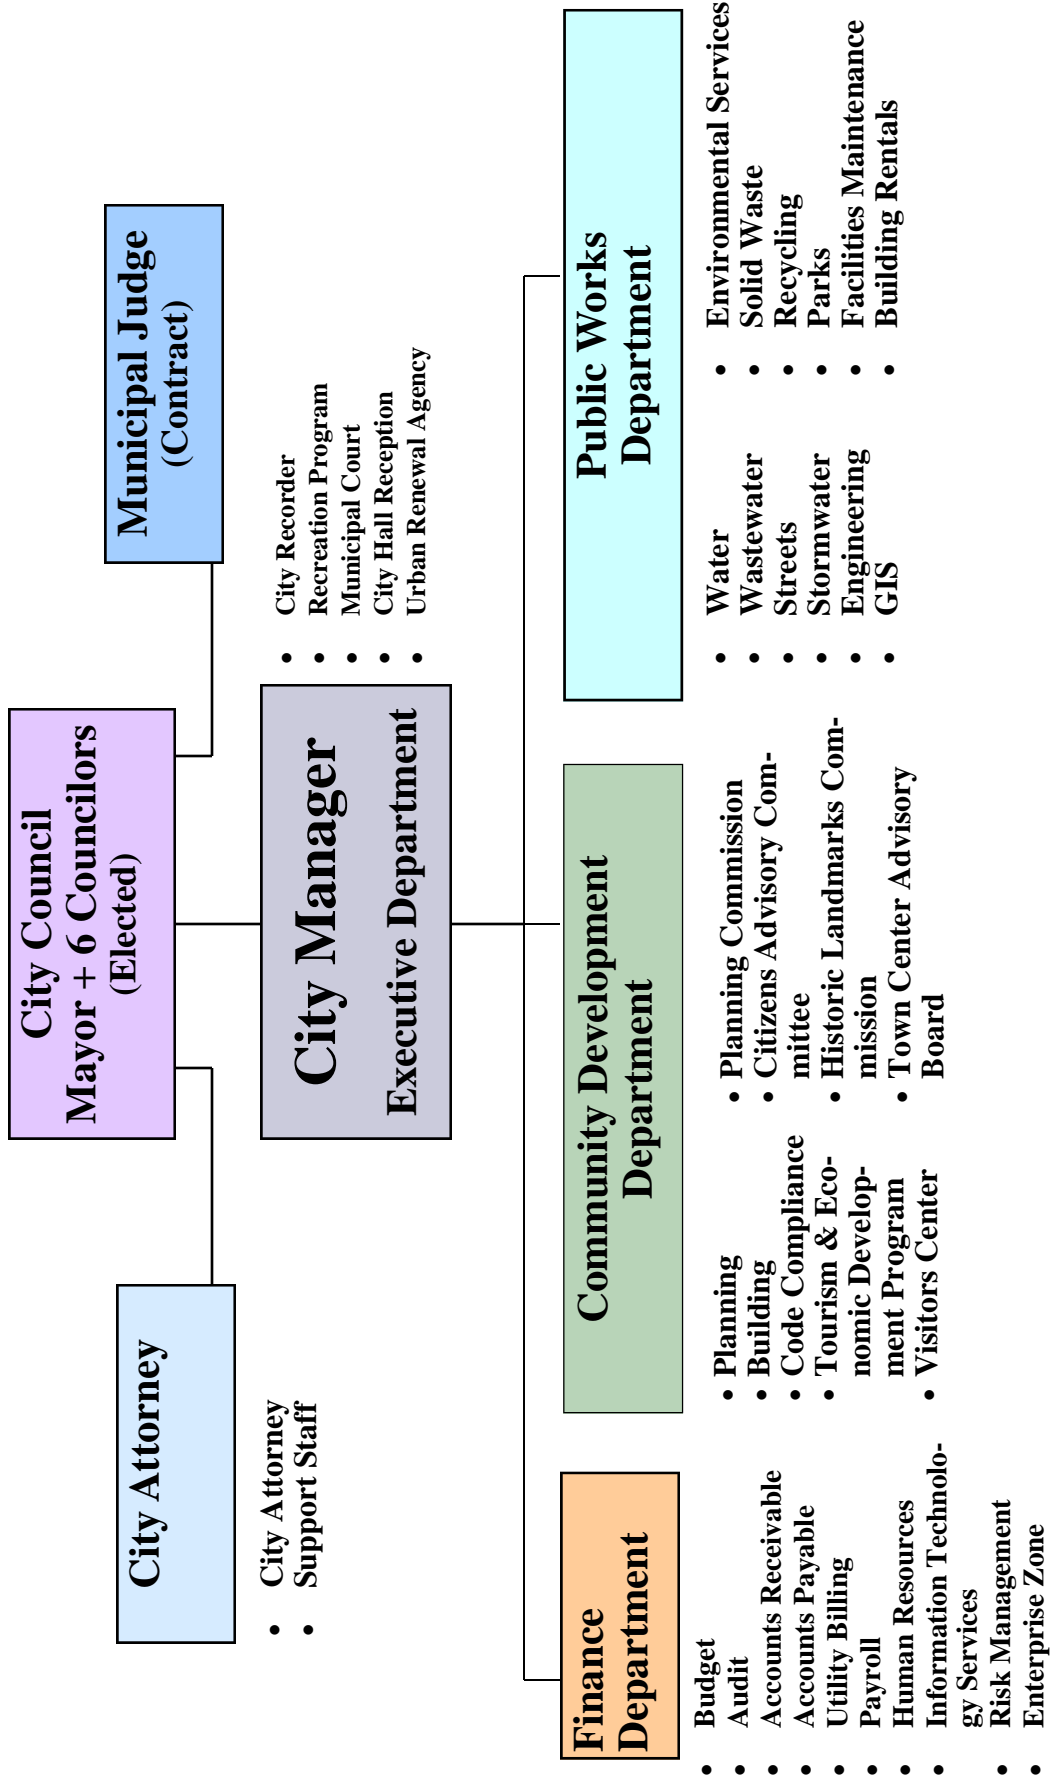 City Council
Mayor + 6 Councilors
(Elected)
City Attorney
• City Attorney
• Support Staff
Municipal Judge
(Contract)
City Manager
Executive Department
• City Recorder
• Recreation Program
• Municipal Court
• City Hall Reception
• Urban Renewal Agency
Finance
Department
• Budget
• Audit
• Accounts Receivable
• Accounts Payable
• Utility Billing
• Payroll
• Human Resources
• Information Technolo-
gy Services
• Risk Management
• Enterprise Zone
Community Development
Department
• Planning
• Building
• Code Compliance
• Tourism & Eco-
nomic Develop-
ment Program
• Visitors Center
• Planning Commission
• Citizens Advisory Com-
mittee
• Historic Landmarks Com-
mission
• Town Center Advisory
Board
Public Works
Department
• Water
• Wastewater
• Streets
• Stormwater
• Engineering
• GIS
• Environmental Services
• Solid Waste
• Recycling
• Parks
• Facilities Maintenance
• Building Rentals